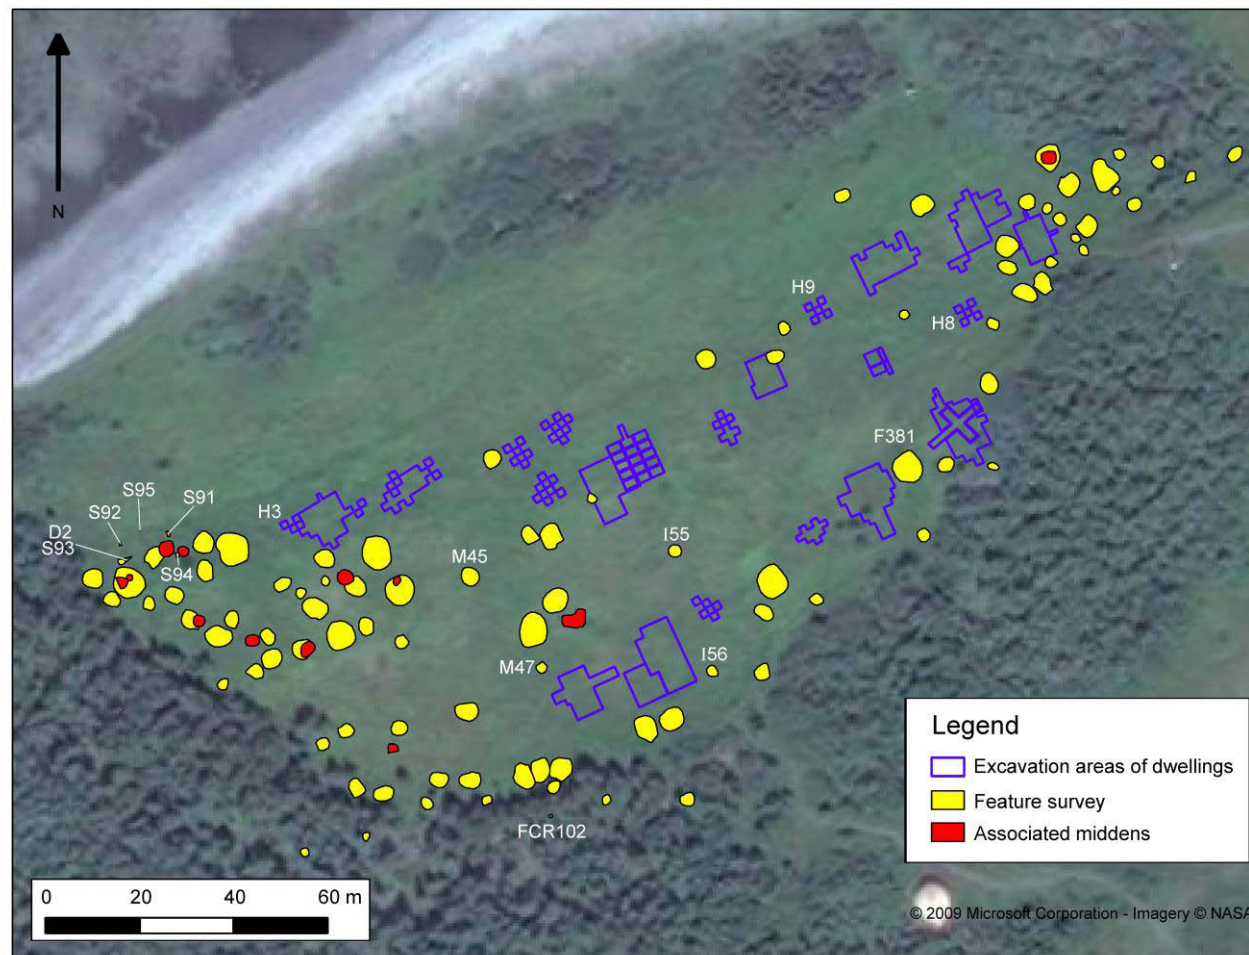 N
H9
H8
F381
S95
S91
S92
H3
D2
S93
S94
M45
I55
M47
I56
FCR102
Legend
Excavation areas of dwellings
Feature survey
Associated middens
0 20 40 60 m
© 2009 Microsoft Corporation - Imagery © NASA